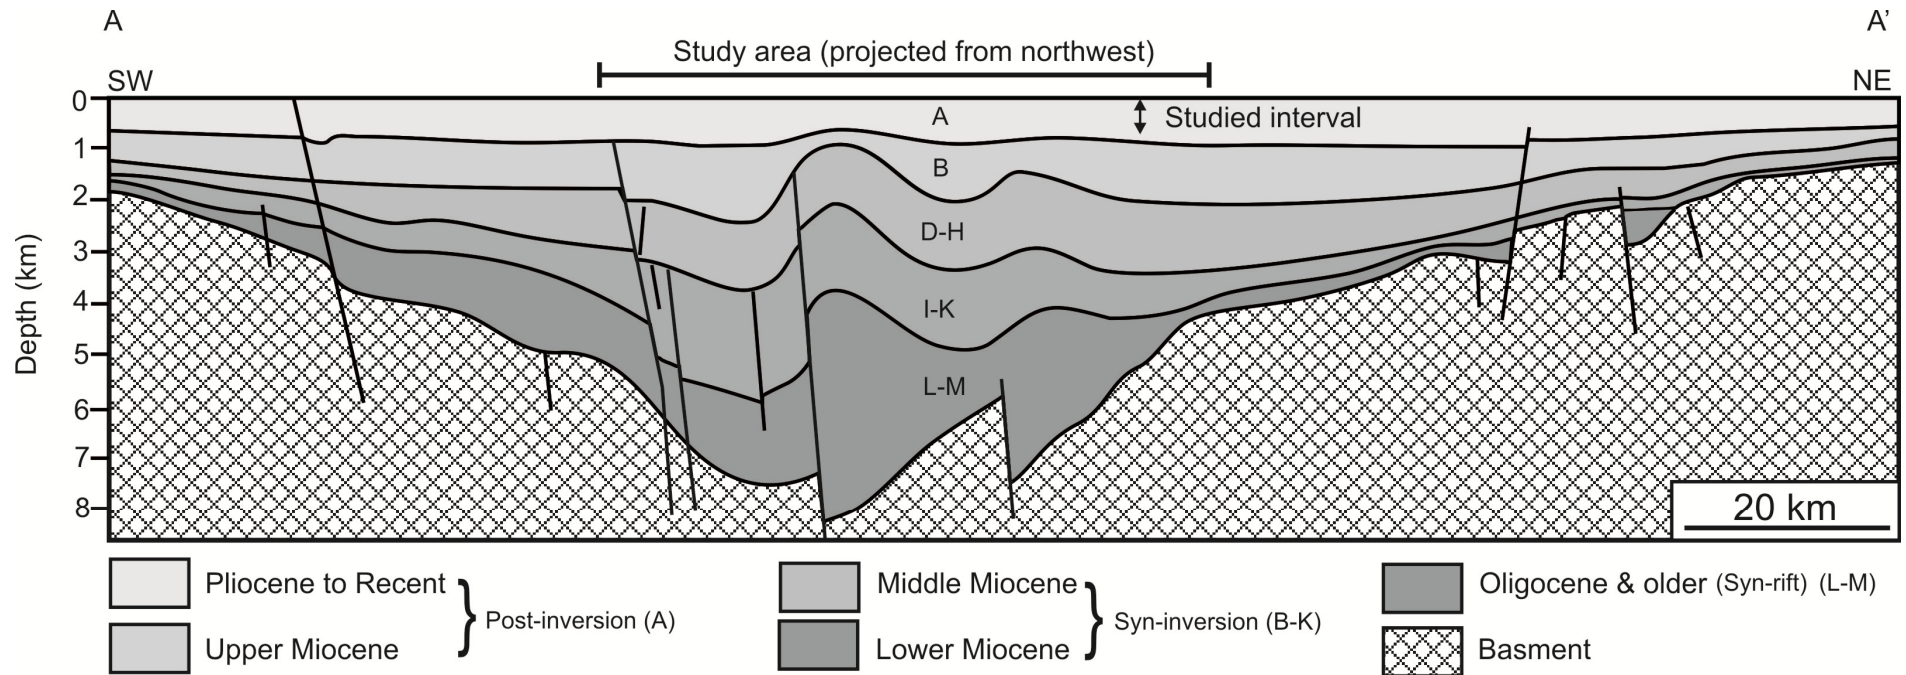 A A’
Study area (projected from northwest)
SW NE
0
A
Studied interval
1
B
2
D-H
3
I-K
4
5
L-M
6
7
8
Depth (km)
20 km
Pliocene to Recent
Upper Miocene
Post-inversion (A)
Middle Miocene
Lower Miocene
Syn-inversion (B-K)
Oligocene & older (Syn-rift) (L-M)
Basment